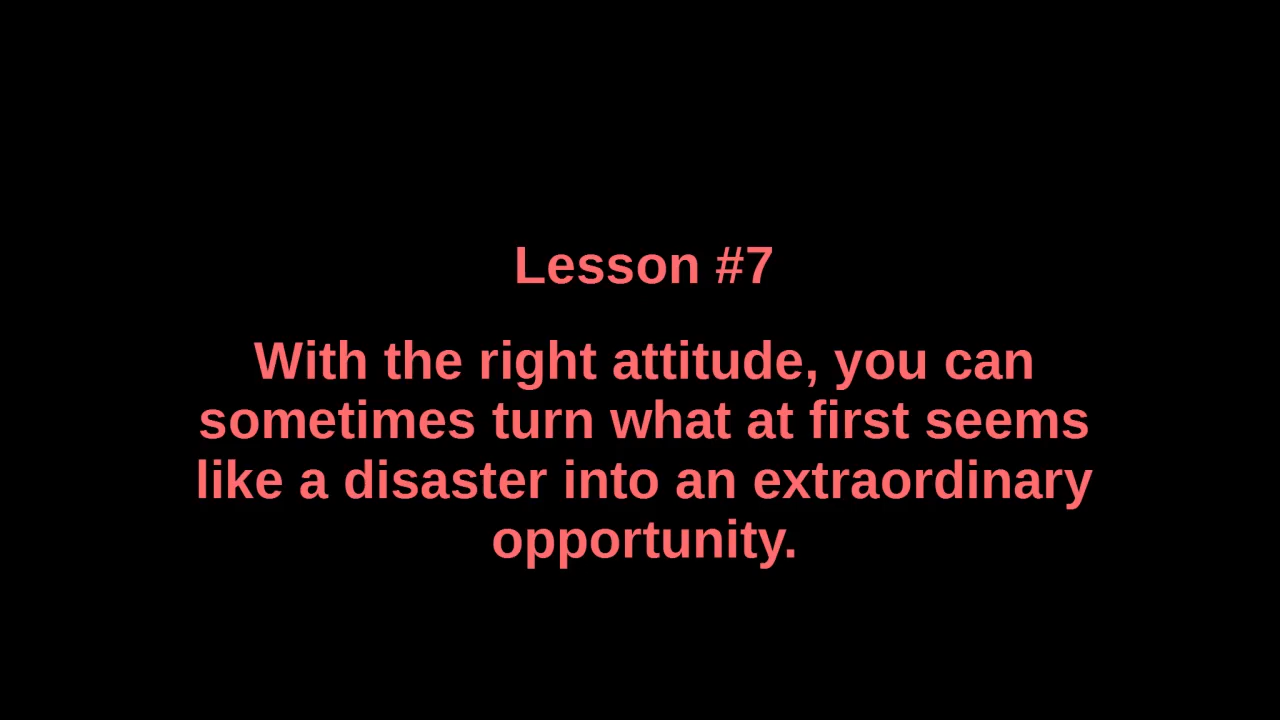 Lesson #7
With the right attitude, you can
sometimes turn what at first seems
like a disaster into an extraordinary
opportunity.